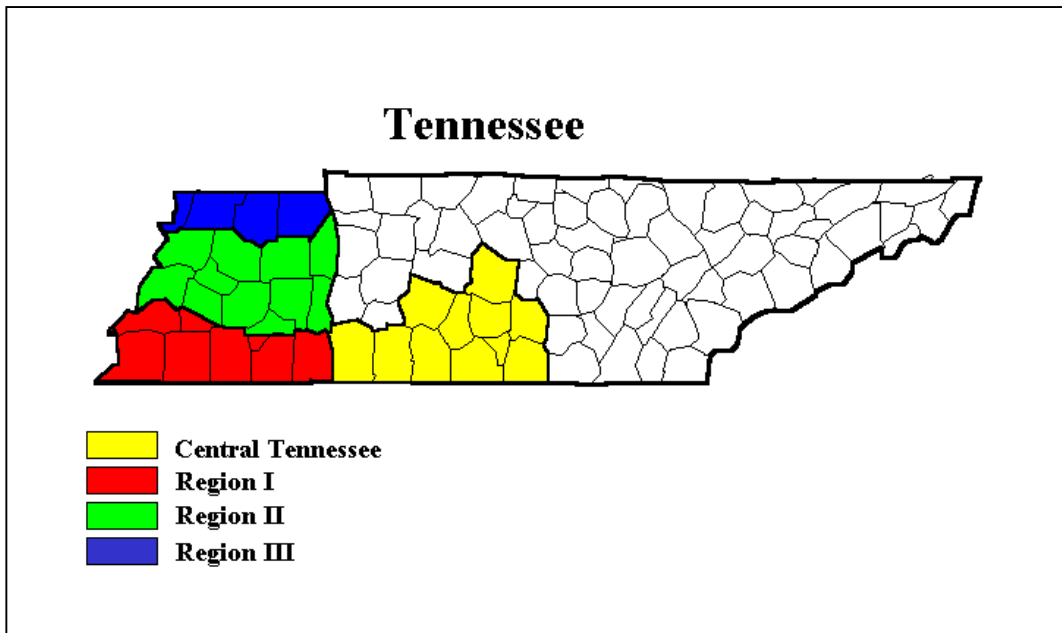 Tennessee
Central Tennessee
Region I
Region II
Region III